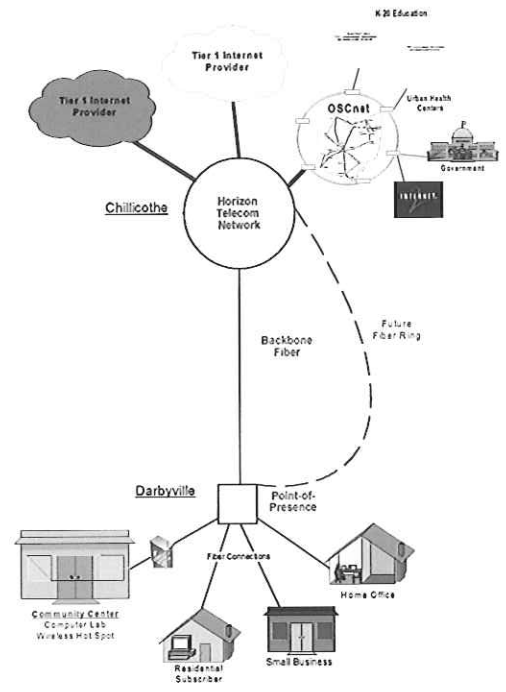 K-20 Education
Tier 1 Internet
Provider
Tier 1 Internet
Provider
OSCnet
Urban Health
Centers
Government
INTERNET
Chillicothe
Horizon
Telecom
Network
Backbone
Fiber
Future
Fiber Ring
Darbyville
Point-of-
Presence
Fiber Connections
Community Center
Computer Lab
Wireless Hot Spot
Home Office
Residential
Subscriber
Small Business